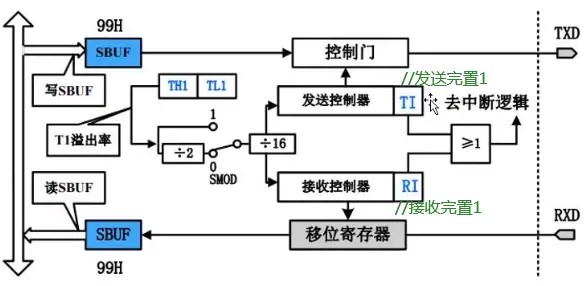 99H
SBUF
控制门
TXD
写SBUF
//发送完置1
TH1 TL1
发送控制器 TI
去中断逻辑
T1溢出率
1
÷2
÷16
≥1
0
SMOD
读SBUF
接收控制器 RI
//接收完置1
SBUF
移位寄存器
RXD
99H